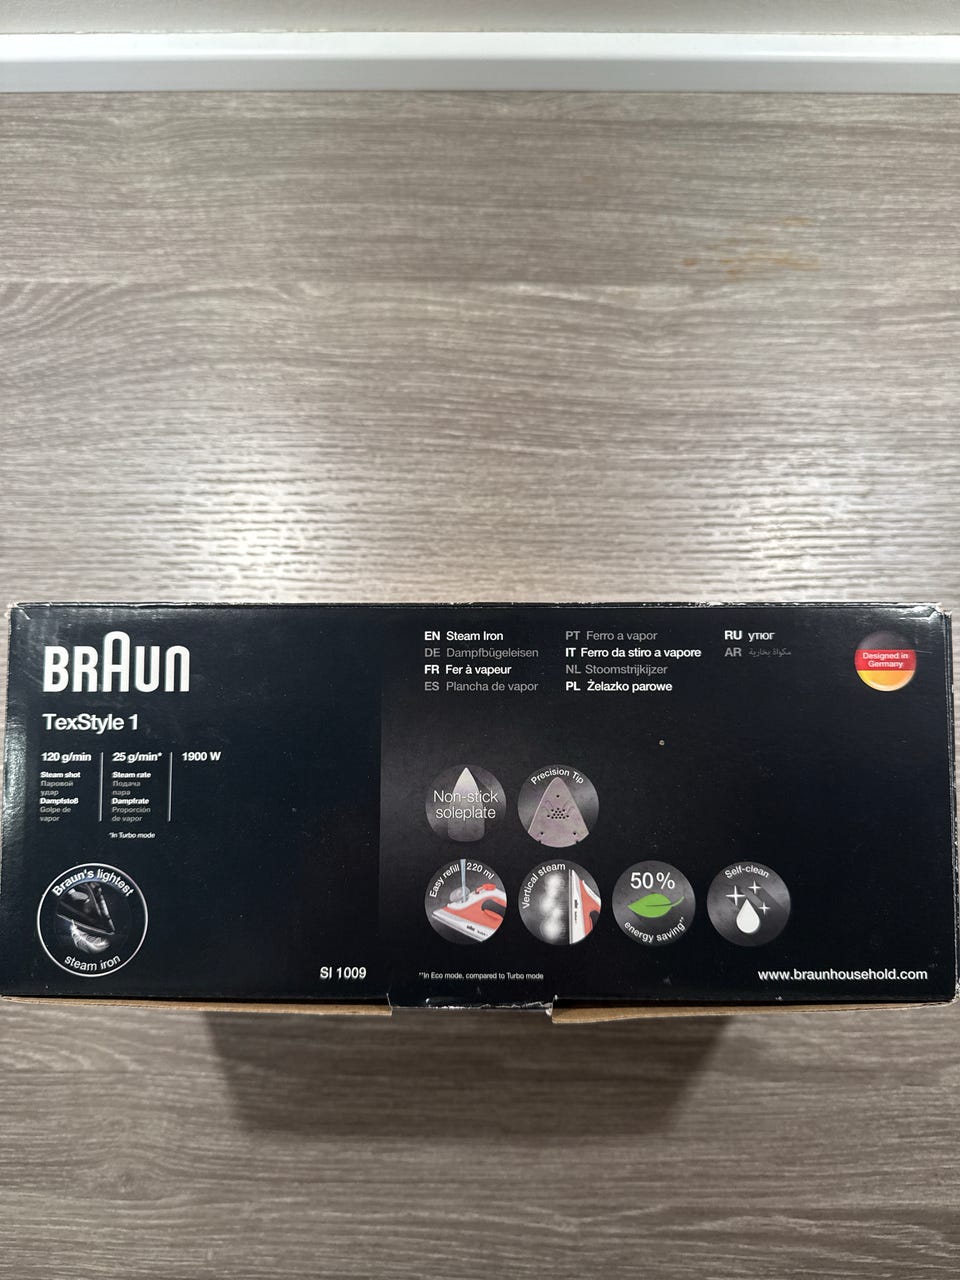 BRAUN
TexStyle 1
120 g/min
Steam shot
Паровой
удар
Dampfstoß
Golpe de
vapor
25 g/min*
Steam rate
Подача
пара
Dampfrate
Proporción
de vapor
*In Turbo mode
1900 W
Braun's lightest
steam iron
SI 1009
EN Steam Iron
DE Dampfbügeleisen
FR Fer à vapeur
ES Plancha de vapor
PT Ferro a vapor
IT Ferro da stiro a vapore
NL Stoomstrijkijzer
PL Żelazko parowe
RU утюг
AR مكواة بخارية
Designed in
Germany
Non-stick
soleplate
Precision Tip
Easy refill 220 ml
Vertical steam
50%
energy saving**
Self-clean
**In Eco mode, compared to Turbo mode
www.braunhousehold.com